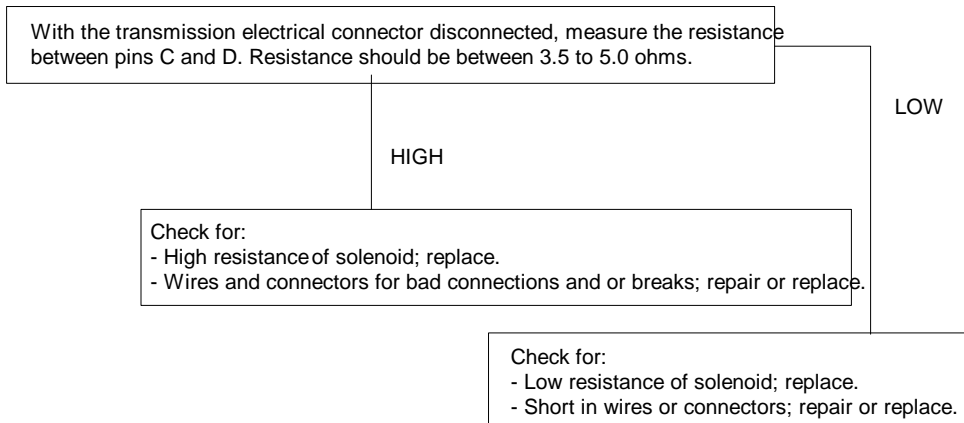 With the transmission electrical connector disconnected, measure the resistance
between pins C and D. Resistance should be between 3.5 to 5.0 ohms.
LOW
HIGH
Check for:
- High resistance of solenoid; replace.
- Wires and connectors for bad connections and or breaks; repair or replace.
Check for:
- Low resistance of solenoid; replace.
- Short in wires or connectors; repair or replace.